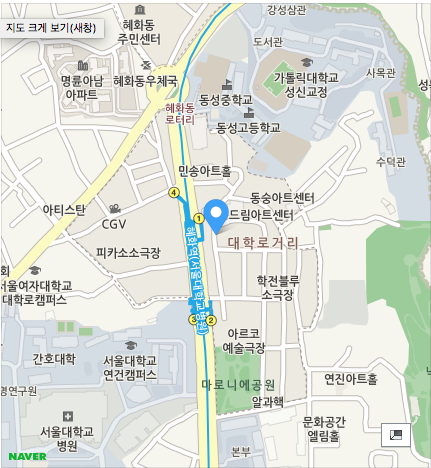 혜화동
주민센터
강성삼관
지도 크게 보기(새창)
도서관
명륜아남
아파트
혜화동우체국
가톨릭대학교
성신교정
사목관
동성중학교
혜화동
로터리
동성고등학교
수덕관
민송아트홀
4
동숭아트센터
아티스탄
CGV
1
드림아트센터
대학로거리
피카소소극장
혜화역(서울대학교병원)
서울여자대학교
대학로캠퍼스
학전블루
소극장
3
2
아르코
예술극장
간호대학
서울대학교
연건캠퍼스
마로니에공원
연진아트홀
명연구원
알과핵
서울대학교
병원
문화공간
엘림홀
본부
NAVER